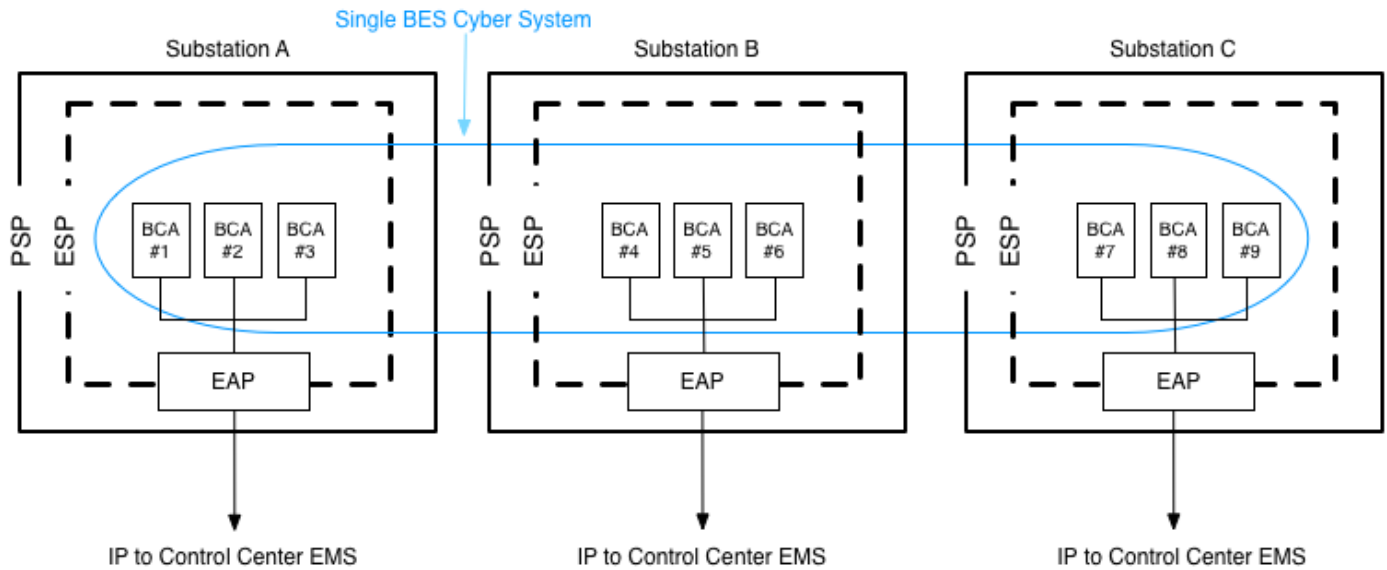 Single BES Cyber System
Substation A
Substation B
Substation C
PSP
ESP
BCA
#1
BCA
#2
BCA
#3
EAP
IP to Control Center EMS
PSP
ESP
BCA
#4
BCA
#5
BCA
#6
EAP
IP to Control Center EMS
PSP
ESP
BCA
#7
BCA
#8
BCA
#9
EAP
IP to Control Center EMS